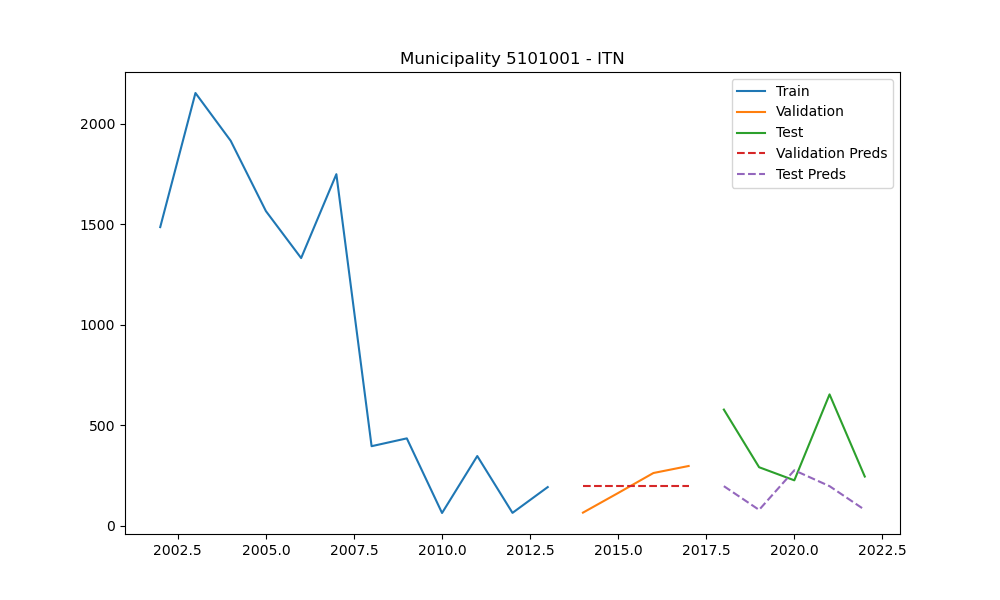 Municipality 5101001 - ITN
Train
Validation
Test
Validation Preds
Test Preds
2000
1500
1000
500
0
2002.5 2005.0 2007.5 2010.0 2012.5 2015.0 2017.5 2020.0 2022.5